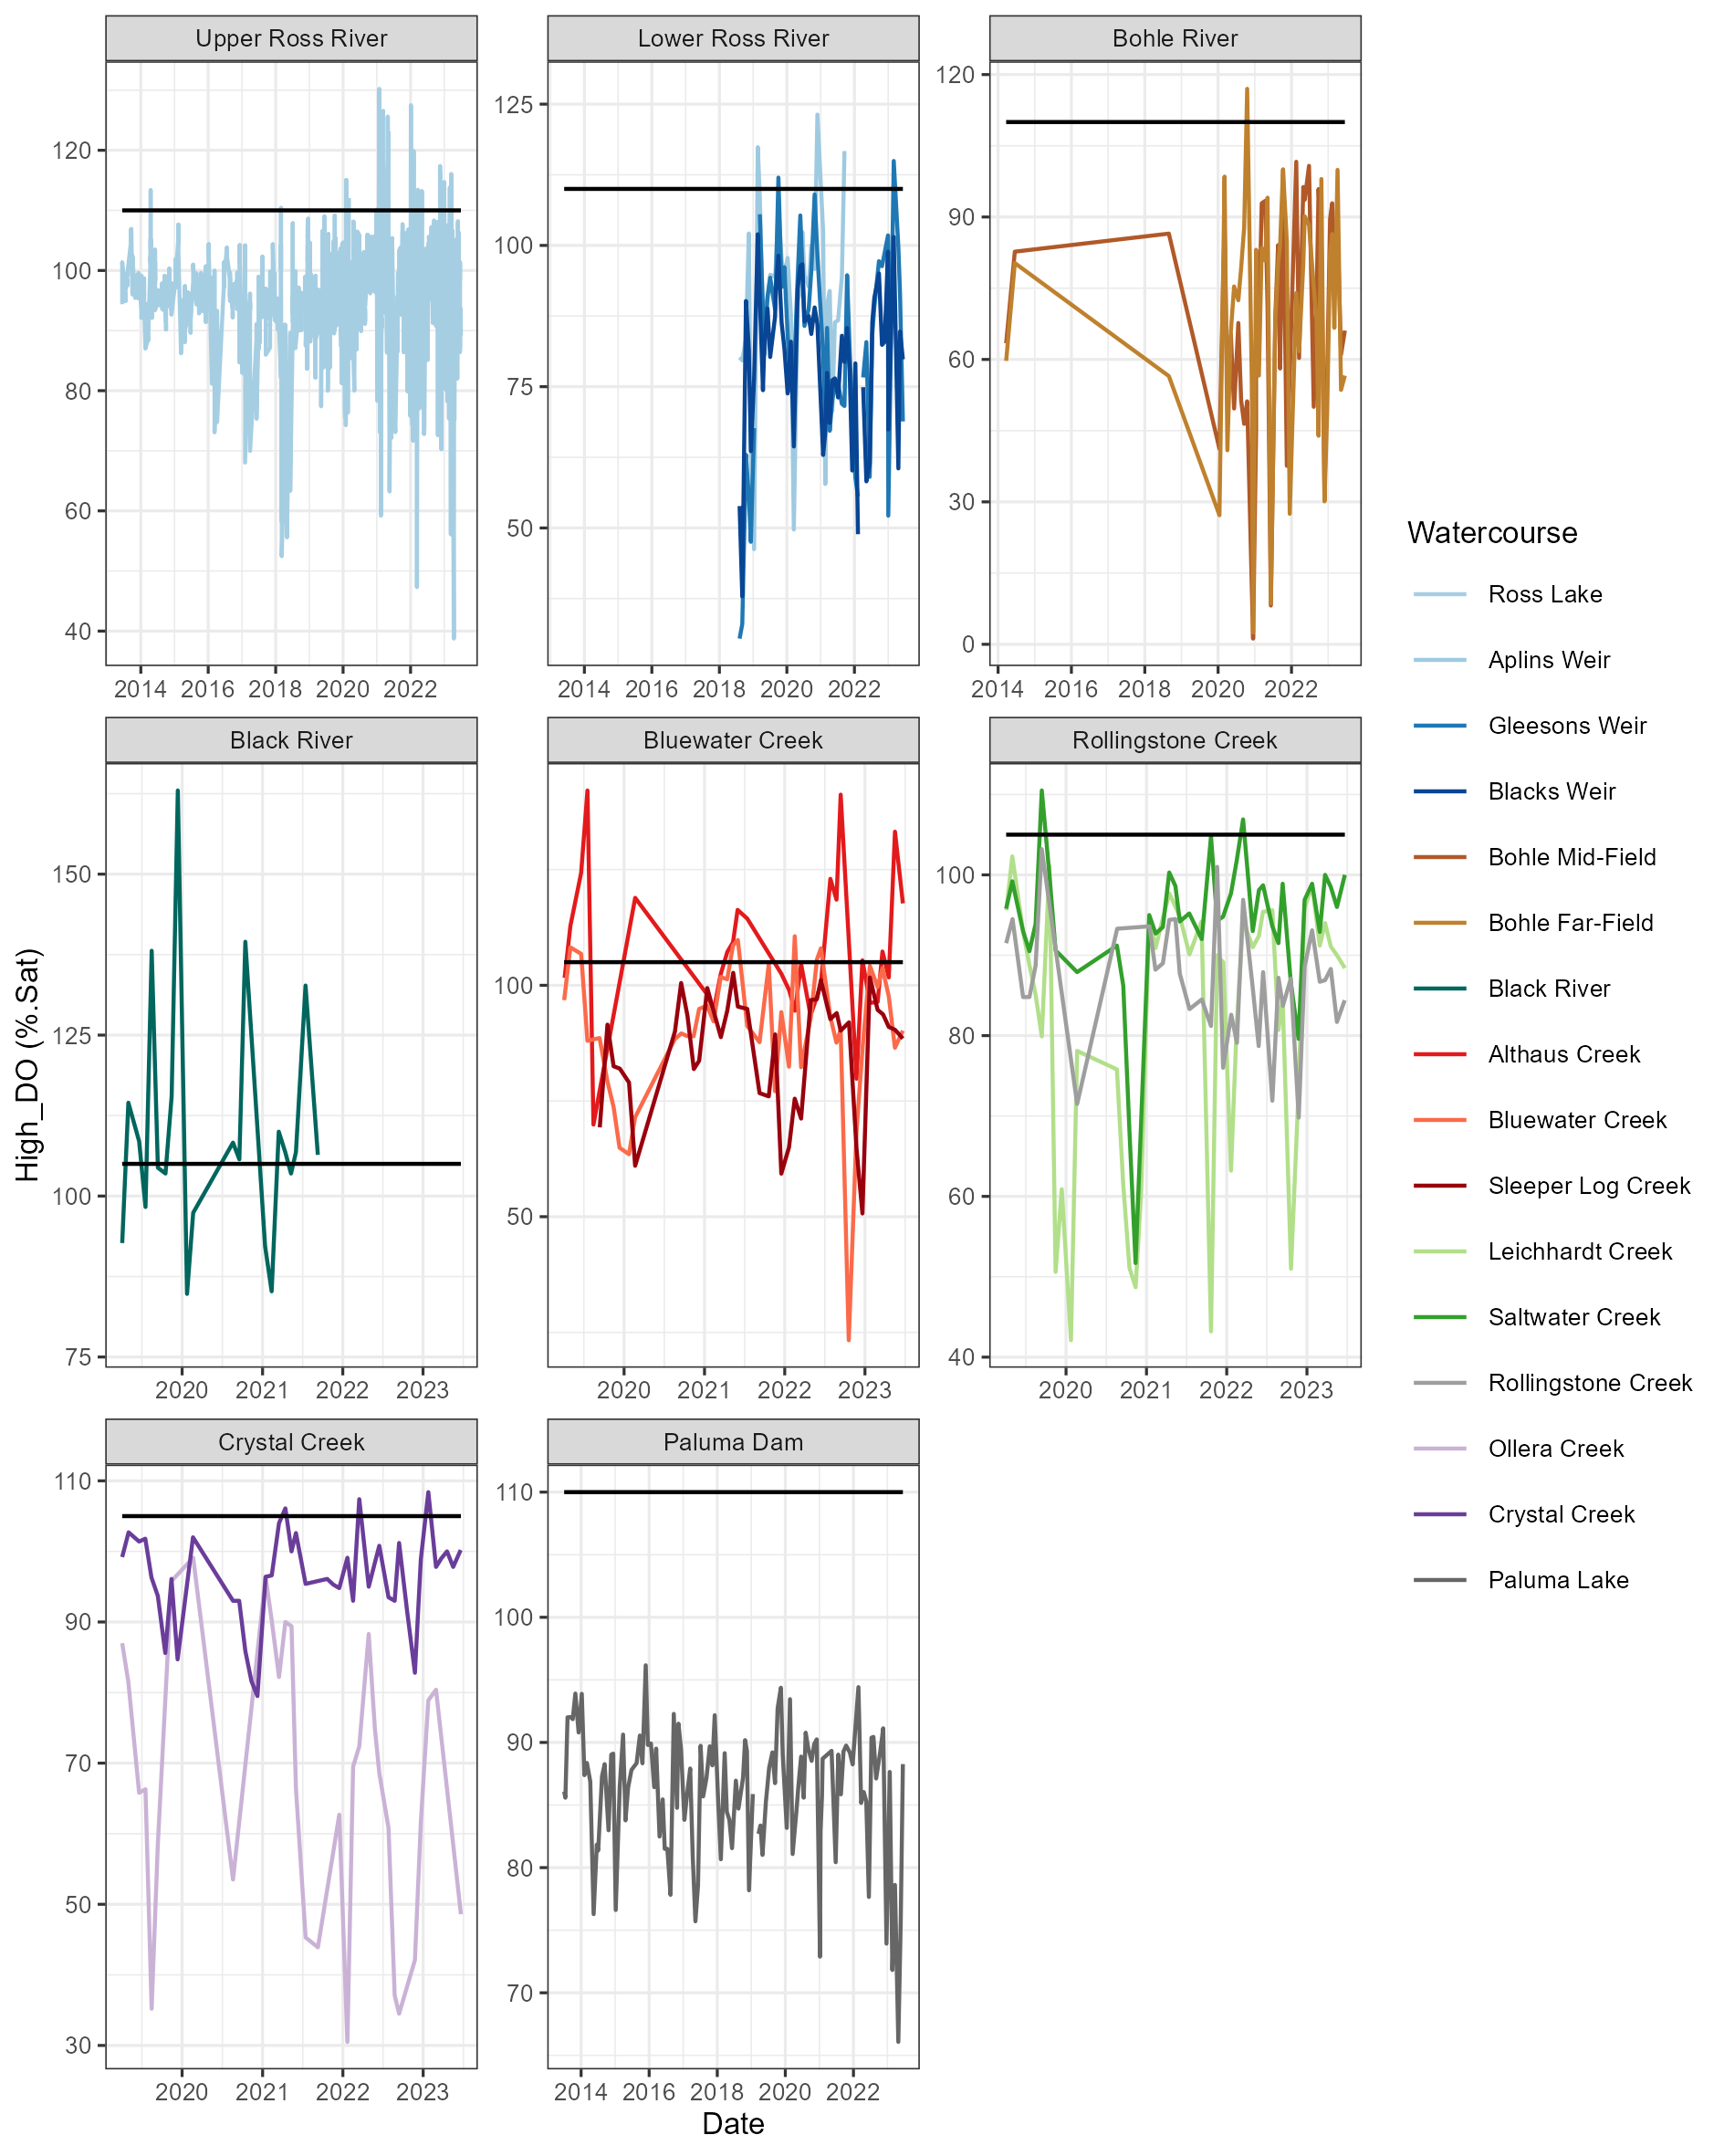 Upper Ross River
Lower Ross River
Bohle River
120
100
80
60
40
125
100
75
50
120
90
60
30
0
2014 2016 2018 2020 2022
2014 2016 2018 2020 2022
2014 2016 2018 2020 2022
Black River
Bluewater Creek
Rollingstone Creek
150
125
100
75
100
50
100
80
60
40
2020 2021 2022 2023
2020 2021 2022 2023
2020 2021 2022 2023
Crystal Creek
Paluma Dam
110
90
70
50
30
110
100
90
80
70
2020 2021 2022 2023
2014 2016 2018 2020 2022
High_DO (%.Sat)
Date
Watercourse
Ross Lake
Aplins Weir
Gleesons Weir
Blacks Weir
Bohle Mid-Field
Bohle Far-Field
Black River
Althaus Creek
Bluewater Creek
Sleeper Log Creek
Leichhardt Creek
Saltwater Creek
Rollingstone Creek
Ollera Creek
Crystal Creek
Paluma Lake